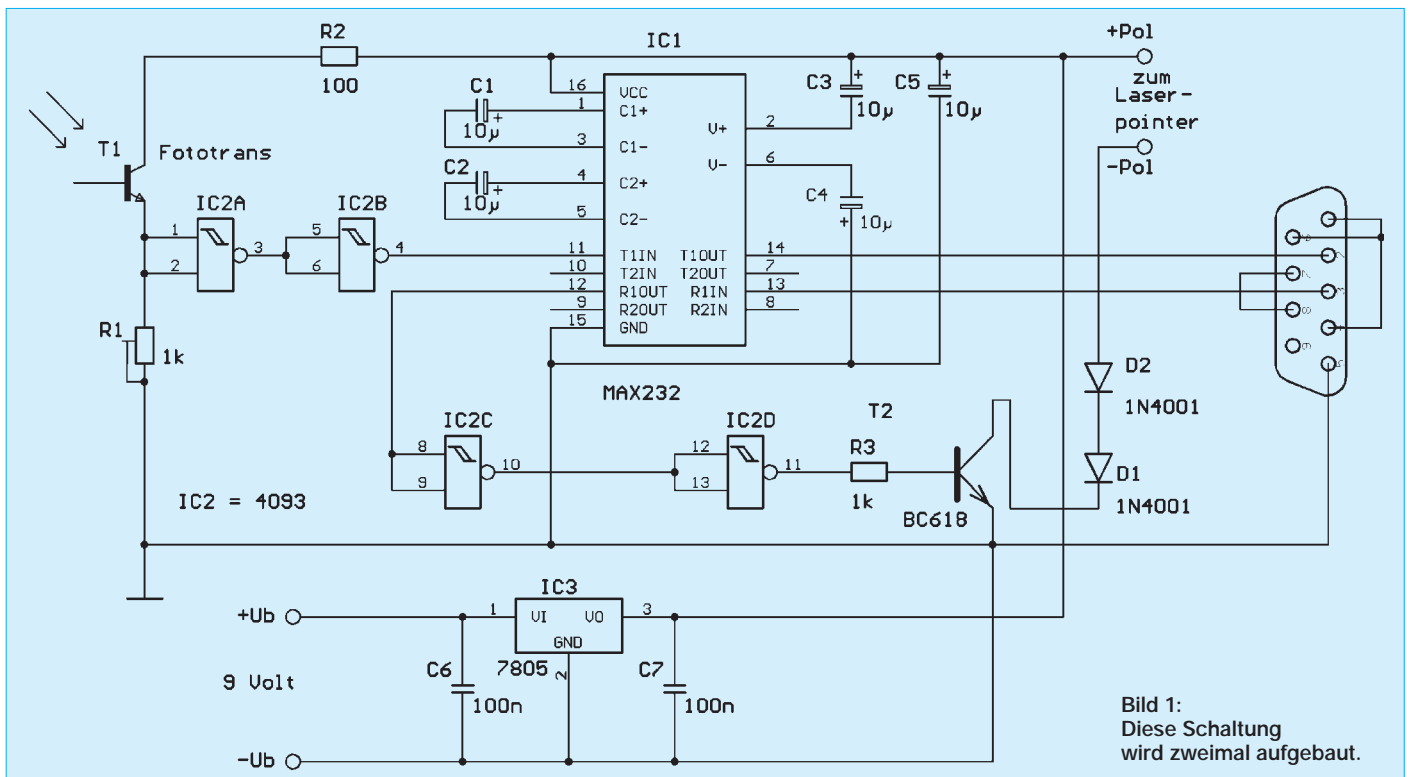 R2
100
IC1
+Pol
zum
Laser-
pointer
-Pol
T1
Fototrans
C1
10µ
+
C2
10µ
+
C3
+
10µ
C5
+
10µ
C4
+
10µ
16
1
3
4
5
11
10
12
9
15
VCC
C1+
C1-
C2+
C2-
T1IN
T2IN
R1OUT
R2OUT
GND
V+
V-
T1OUT
T2OUT
R1IN
R2IN
2
6
14
7
13
8
MAX232
IC2A
1
2
3
IC2B
5
6
4
R1
1k
IC2C
8
9
10
IC2D
12
13
11
IC2 = 4093
T2
R3
1k
BC618
D2
1N4001
D1
1N4001
IC3
+Ub
1
VI
VO
3
GND
7805
2
C6
100n
C7
100n
9 Volt
-Ub
Bild 1:
Diese Schaltung
wird zweimal aufgebaut.